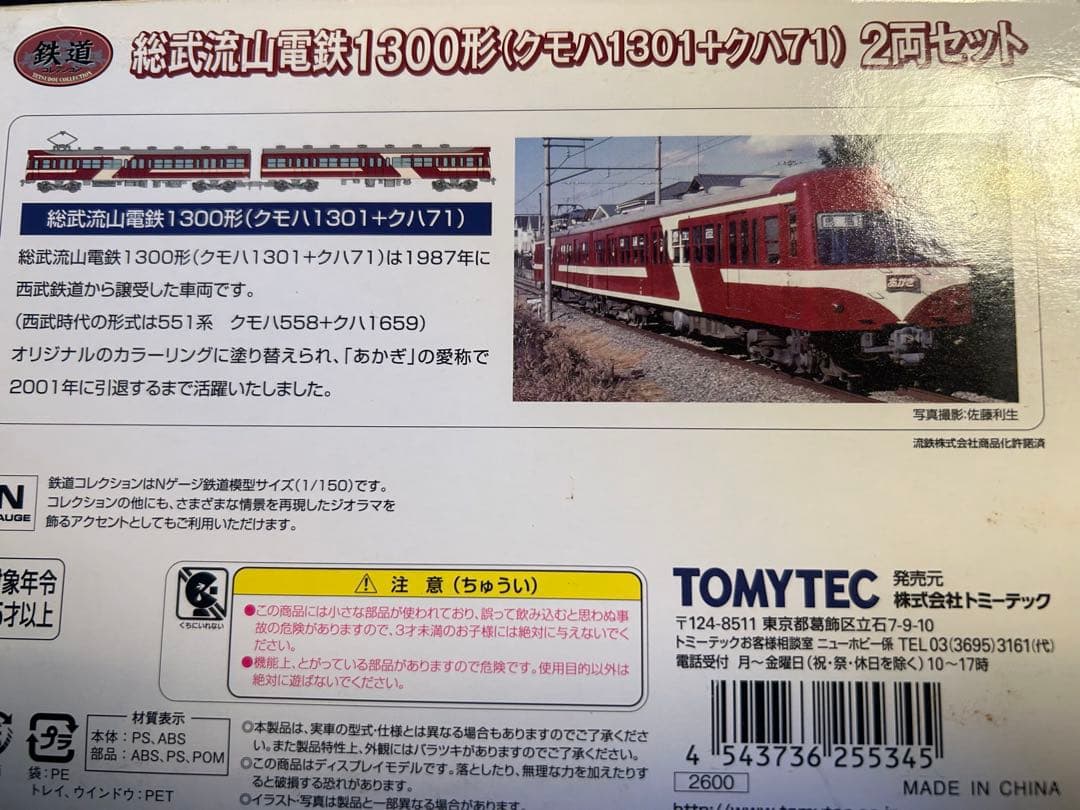 鉄道
TETSUDOU COLLECTION
総武流山電鉄1300形(クモハ1301+クハ71) 2両セット
総武流山電鉄1300形(クモハ1301+クハ71)
総武流山電鉄1300形(クモハ1301+クハ71)は1987年に
西武鉄道から譲受した車両です。
(西武時代の形式は551系 クモハ558+クハ1659)
オリジナルのカラーリングに塗り替えられ、「あかぎ」の愛称で
2001年に引退するまで活躍いたしました。
あかぎ
写真撮影:佐藤利生
流鉄株式会社商品化許諾済
N
AUGE
鉄道コレクションはNゲージ鉄道模型サイズ(1/150)です。
コレクションの他にも、さまざまな情景を再現したジオラマを
飾るアクセントとしてもご利用いただけます。
象年令
才以上
くちにいれない
⚠ 注 意 (ちゅうい)
●この商品には小さな部品が使われており、誤って飲み込むと思わぬ事
故の危険がありますので、3才未満のお子様には絶対に与えないでく
ださい。
●機能上、とがっている部品がありますので危険です。使用目的以外は
絶対に遊ばないでください。
TOMYTEC
発売元
株式会社トミーテック
〒124-8511 東京都葛飾区立石7-9-10
トミーテックお客様相談室 ニューホビー係 TEL 03(3695)3161(代)
電話受付 月〜金曜日(祝・祭・休日を除く)10〜17時
プラ
袋:PE
トレイ、ウインドウ:PET
材質表示
本体:PS、ABS
部品:ABS、PS、POM
◎本製品は、実車の型式・仕様とは異なる場合もありますのでご了承くださ
い。また製品特性上、外観にはバラツキがありますのでご了承ください。
◎この商品はディスプレイモデルです。落としたり、無理な力を加えたりす
ると破損する恐れがあります。
◎イラスト・写真は製品と一部異なる場合があります。
4 543736 255345
2600
MADE IN CHINA